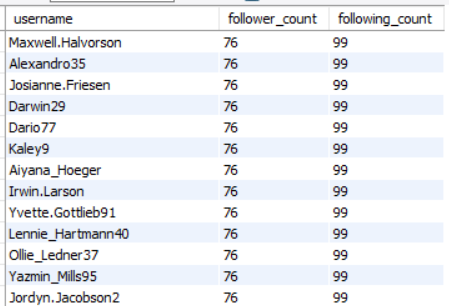 username follower_count following_count
Maxwell.Halvorson 76 99
Alexandro35 76 99
Josianne.Friesen 76 99
Darwin29 76 99
Dario77 76 99
Kaley9 76 99
Aiyana_Hoeger 76 99
Irwin.Larson 76 99
Yvette.Gottlieb91 76 99
Lennie_Hartmann40 76 99
Ollie_Ledner37 76 99
Yazmin_Mills95 76 99
Jordyn.Jacobson2 76 99